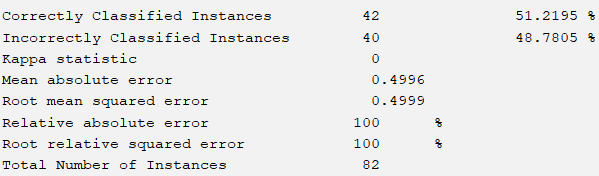 Correctly Classified Instances 42 51.2195 %
Incorrectly Classified Instances 40 48.7805 %
Kappa statistic 0
Mean absolute error 0.4996
Root mean squared error 0.4999
Relative absolute error 100 %
Root relative squared error 100 %
Total Number of Instances 82